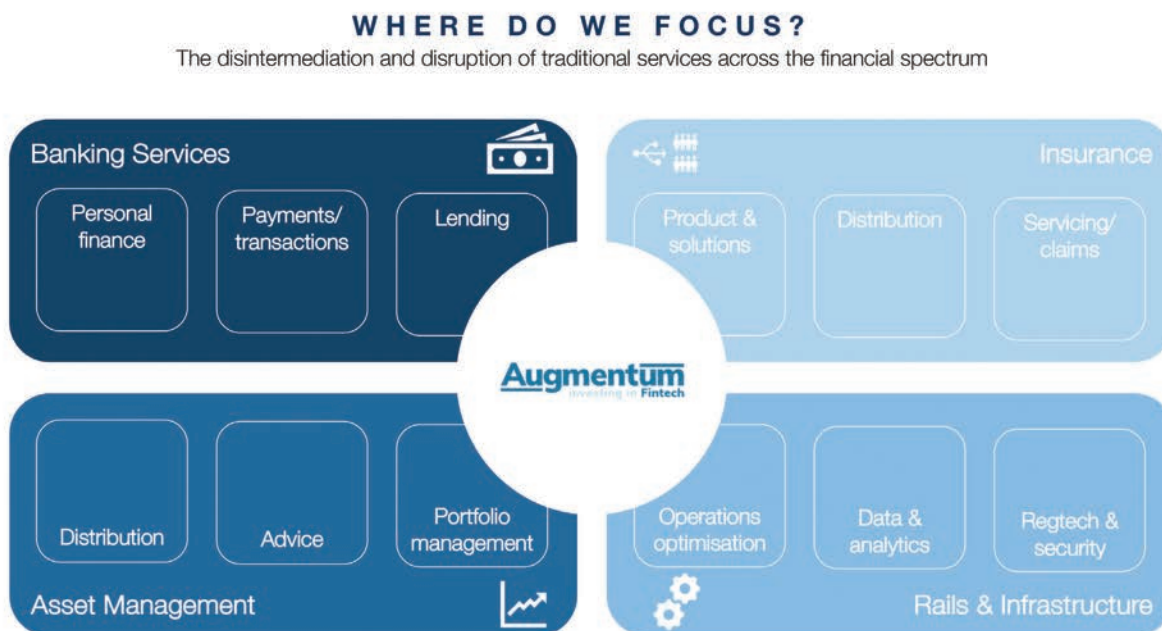 WHERE DO WE FOCUS?
The disintermediation and disruption of traditional services across the financial spectrum
Banking Services
Personal
finance
Payments/
transactions
Lending
Insurance
Product &
solutions
Distribution
Servicing/
claims
Augmentum
investing in Fintech
Distribution
Advice
Portfolio
management
Asset Management
Operations
optimisation
Data &
analytics
Regtech &
security
Rails & Infrastructure